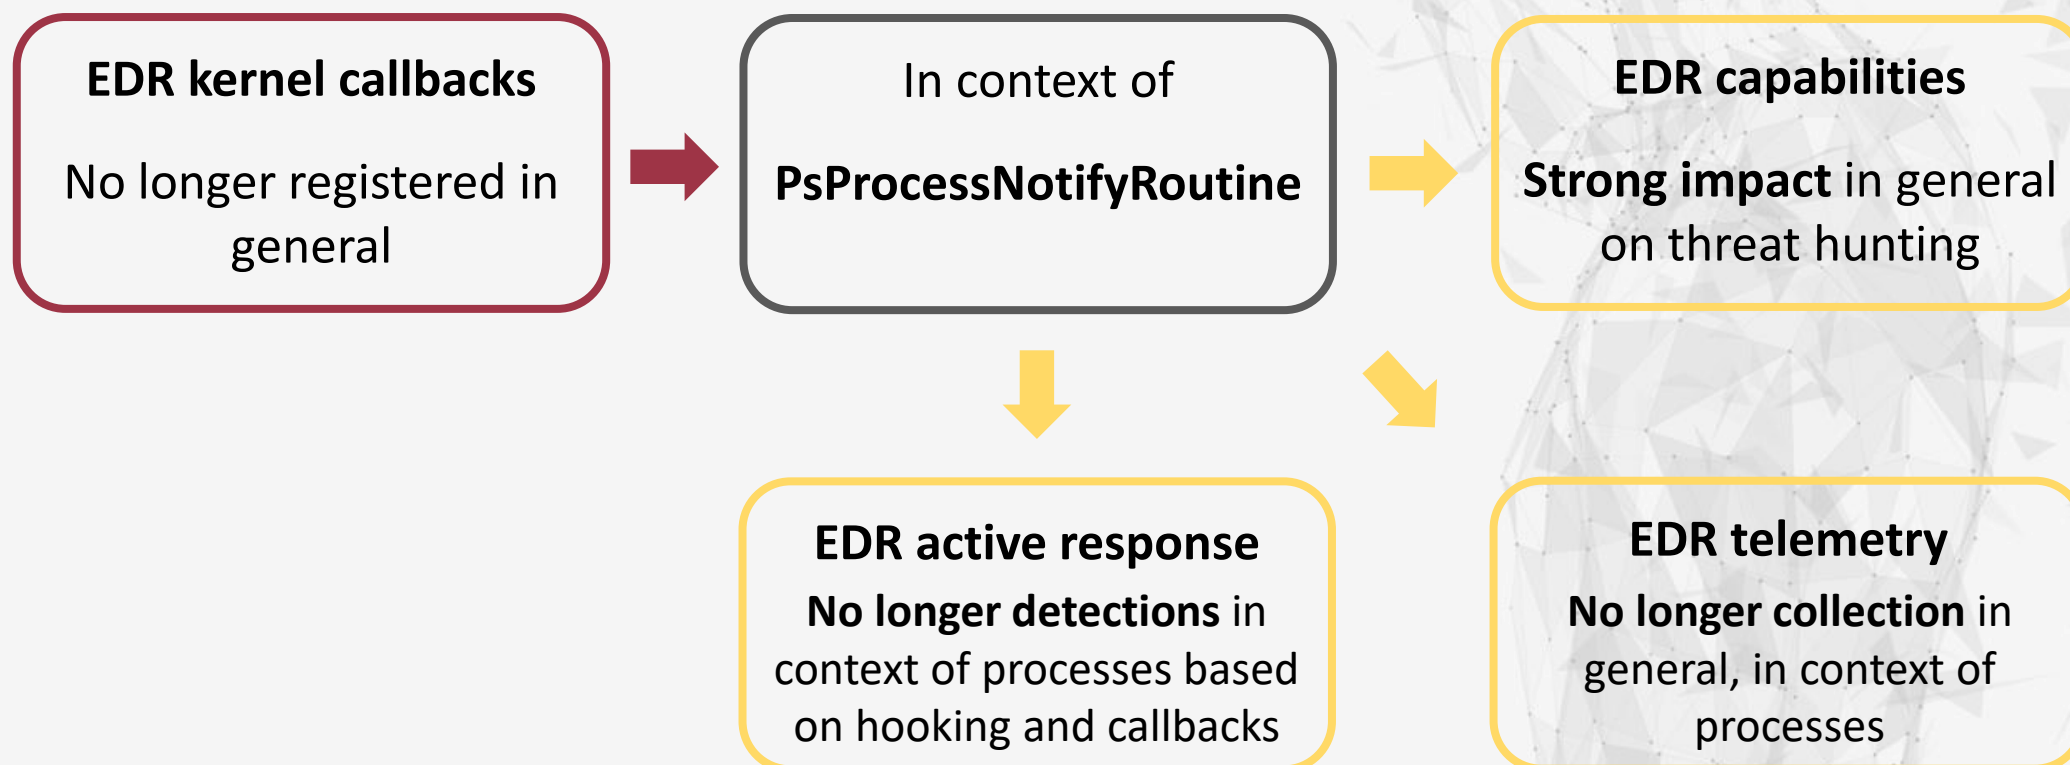 EDR kernel callbacks
No longer registered in
general
In context of
PsProcessNotifyRoutine
EDR capabilities
Strong impact in general
on threat hunting
EDR active response
No longer detections in
context of processes based
on hooking and callbacks
EDR telemetry
No longer collection in
general, in context of
processes